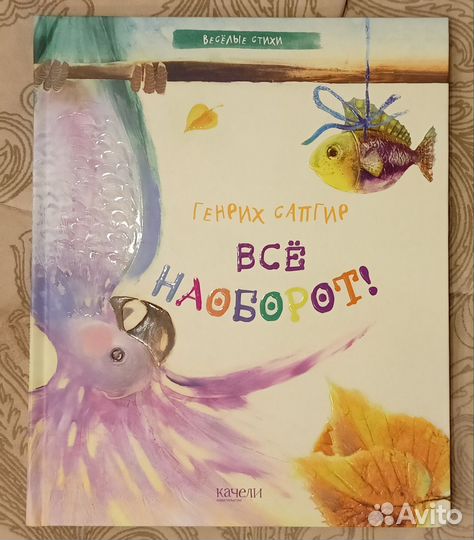 ВЕСЁЛЫЕ СТИХИ
ГЕНРИХ САПГИР
ВСЁ
НАОБОРОТ!
КАЧЕЛИ
Avito